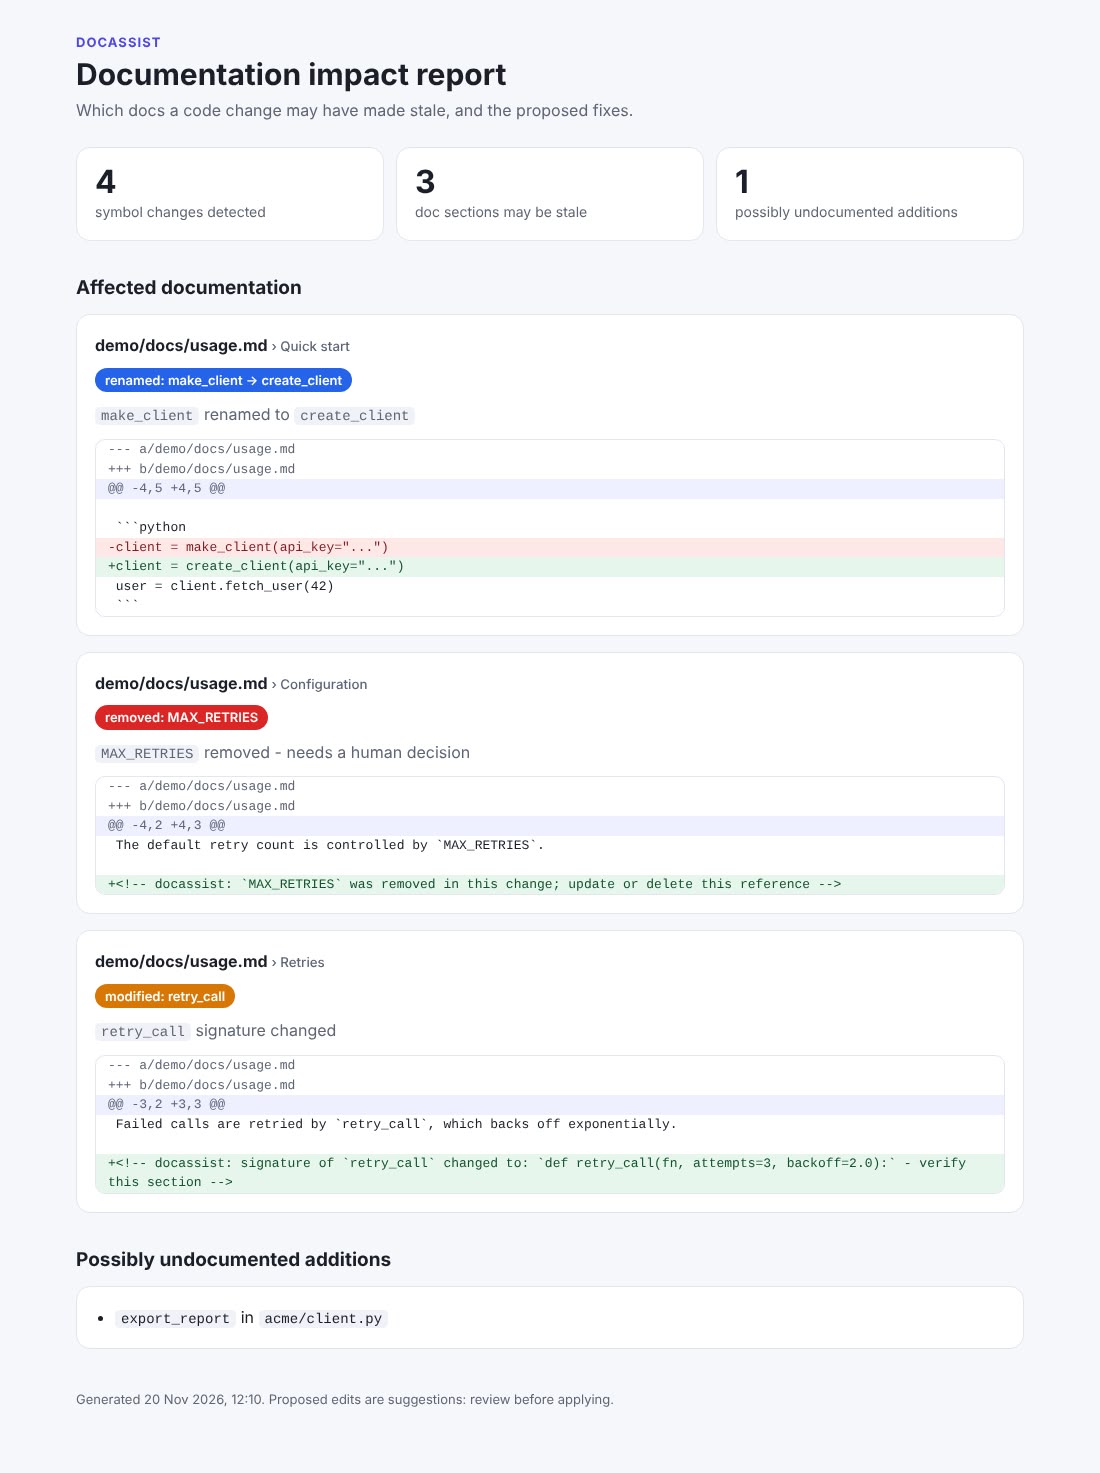 DOCASSIST
Documentation impact report
Which docs a code change may have made stale, and the proposed fixes.
4
symbol changes detected
3
doc sections may be stale
1
possibly undocumented additions
Affected documentation
demo/docs/usage.md › Quick start
renamed: make_client → create_client
make_client renamed to create_client
--- a/demo/docs/usage.md
+++ b/demo/docs/usage.md
@@ -4,5 +4,5 @@
```python
-client = make_client(api_key="...")
+client = create_client(api_key="...")
user = client.fetch_user(42)
```
demo/docs/usage.md › Configuration
removed: MAX_RETRIES
MAX_RETRIES removed - needs a human decision
--- a/demo/docs/usage.md
+++ b/demo/docs/usage.md
@@ -4,2 +4,3 @@
The default retry count is controlled by `MAX_RETRIES`.
+<!-- docassist: `MAX_RETRIES` was removed in this change; update or delete this reference -->
demo/docs/usage.md › Retries
modified: retry_call
retry_call signature changed
--- a/demo/docs/usage.md
+++ b/demo/docs/usage.md
@@ -3,2 +3,3 @@
Failed calls are retried by `retry_call`, which backs off exponentially.
+<!-- docassist: signature of `retry_call` changed to: `def retry_call(fn, attempts=3, backoff=2.0):` - verify
this section -->
Possibly undocumented additions
• export_report in acme/client.py
Generated 20 Nov 2026, 12:10. Proposed edits are suggestions: review before applying.